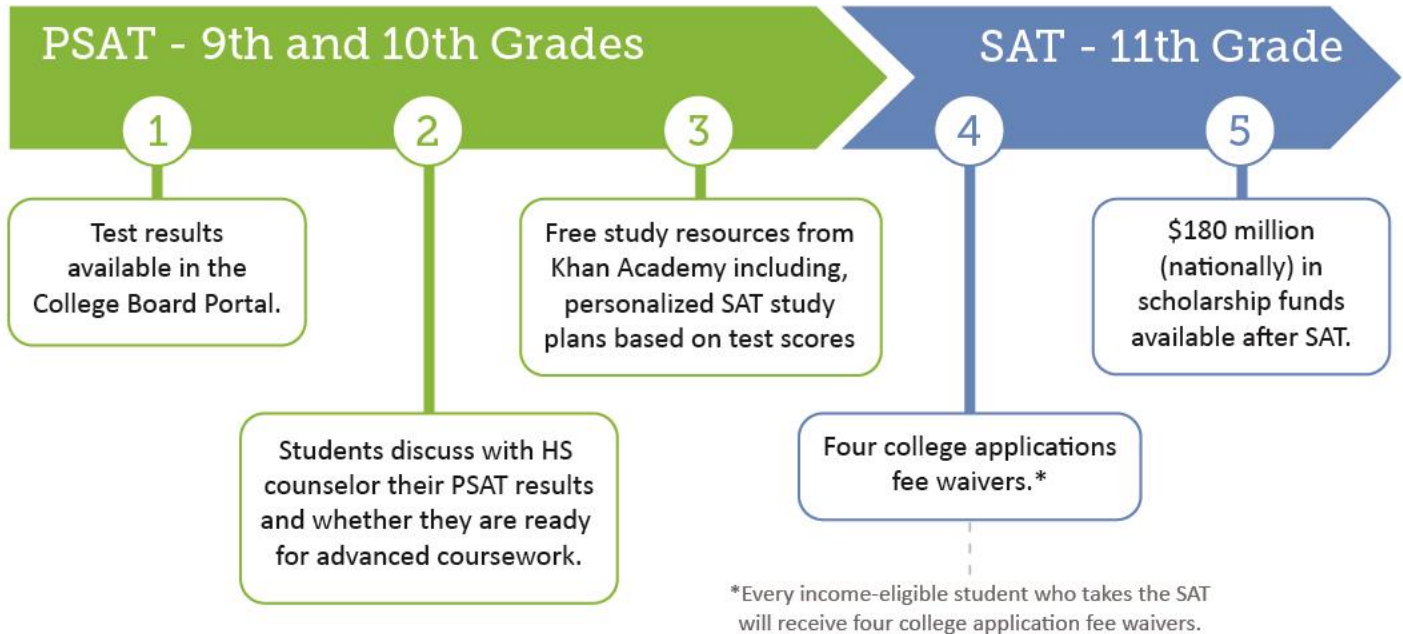 PSAT - 9th and 10th Grades
SAT - 11th Grade
1
2
3
4
5
Test results
available in the
College Board Portal.
Students discuss with HS
counselor their PSAT results
and whether they are ready
for advanced coursework.
Free study resources from
Khan Academy including,
personalized SAT study
plans based on test scores
Four college applications
fee waivers.*
$180 million
(nationally) in
scholarship funds
available after SAT.
*Every income-eligible student who takes the SAT
will receive four college application fee waivers.